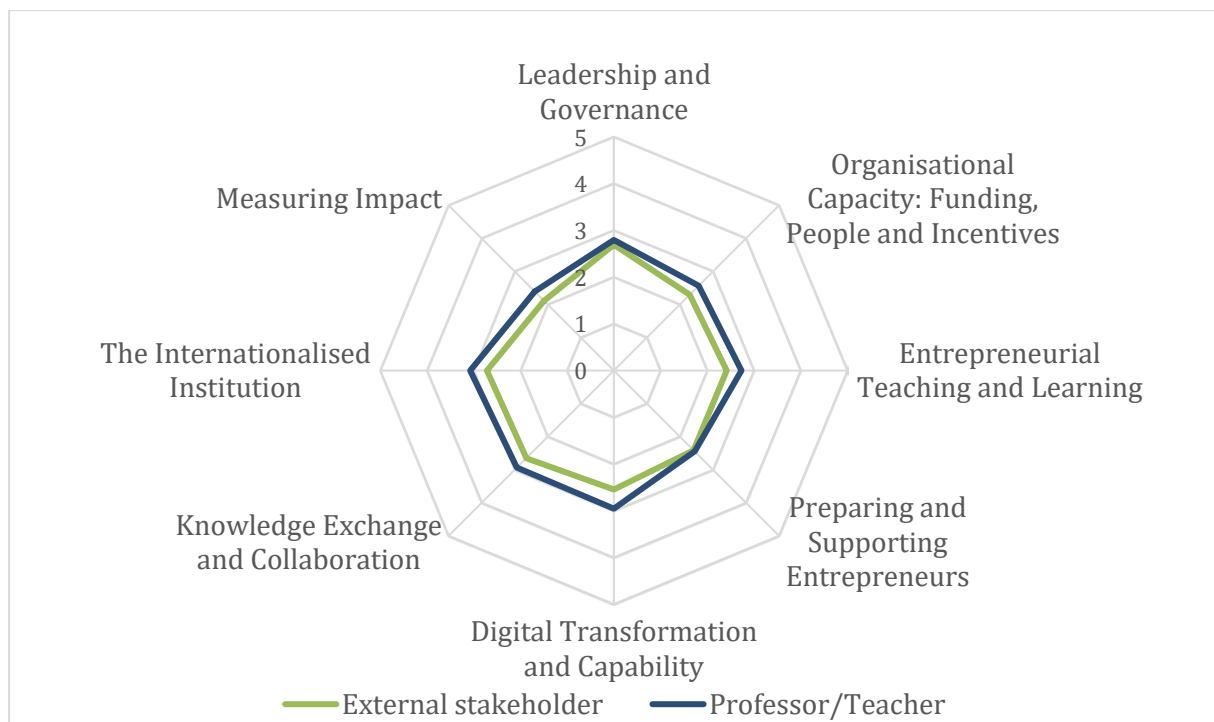 Leadership and
Governance
5
4
3
2
1
0
Organisational
Capacity: Funding,
People and Incentives
Entrepreneurial
Teaching and Learning
Preparing and
Supporting
Entrepreneurs
Digital Transformation
and Capability
Knowledge Exchange
and Collaboration
The Internationalised
Institution
Measuring Impact
External stakeholder
Professor/Teacher